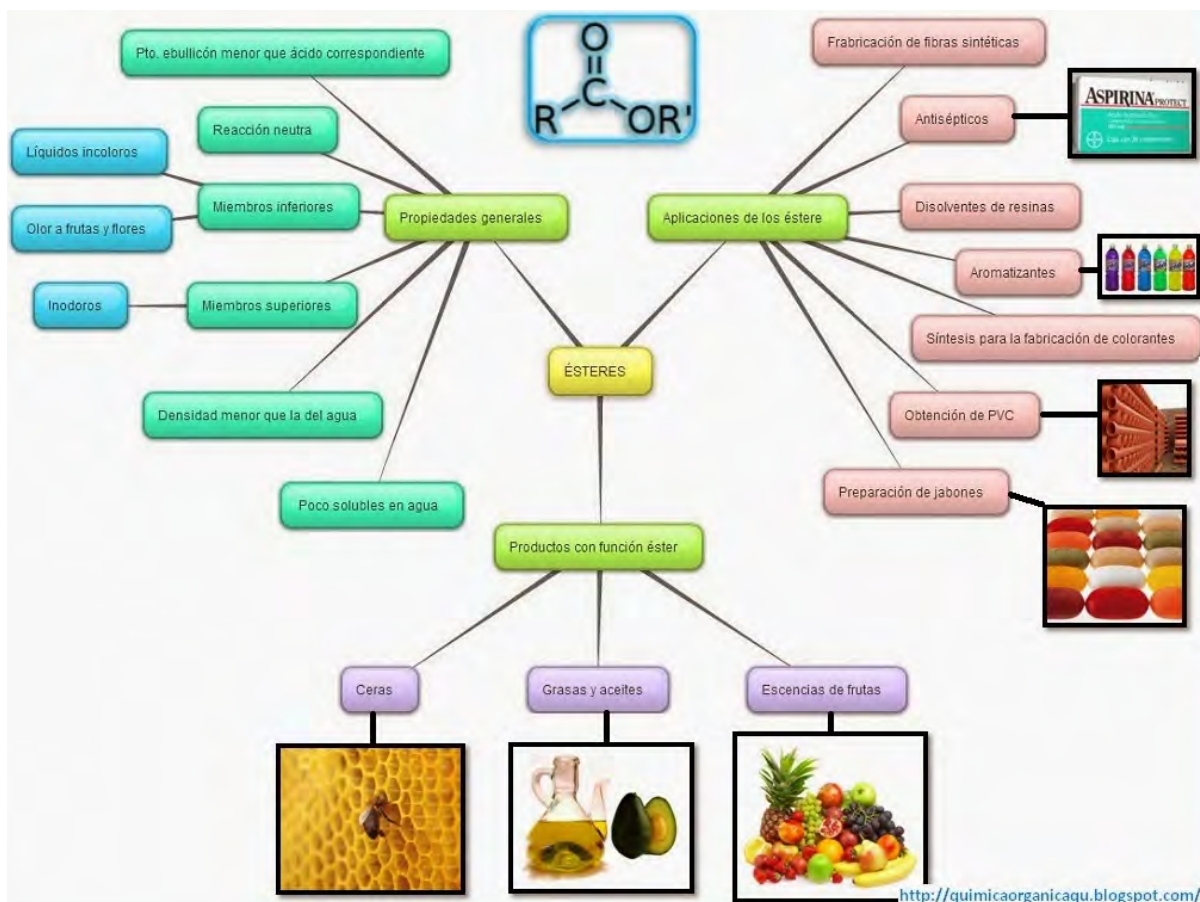 O
R
C
OR'
Pto. ebullicón menor que ácido correspondiente
Reacción neutra
Líquidos incoloros
Miembros inferiores
Olor a frutas y flores
Inodoros
Miembros superiores
Densidad menor que la del agua
Poco solubles en agua
Propiedades generales
Frabricación de fibras sintéticas
Antisépticos
ASPIRINA PROTECT
Disolventes de resinas
Aplicaciones de los éstere
Aromatizantes
Síntesis para la fabricación de colorantes
Obtención de PVC
Preparación de jabones
ÉSTERES
Productos con función éster
Ceras
Grasas y aceites
Escencias de frutas
http://quimicaorganicaqu.blogspot.com/